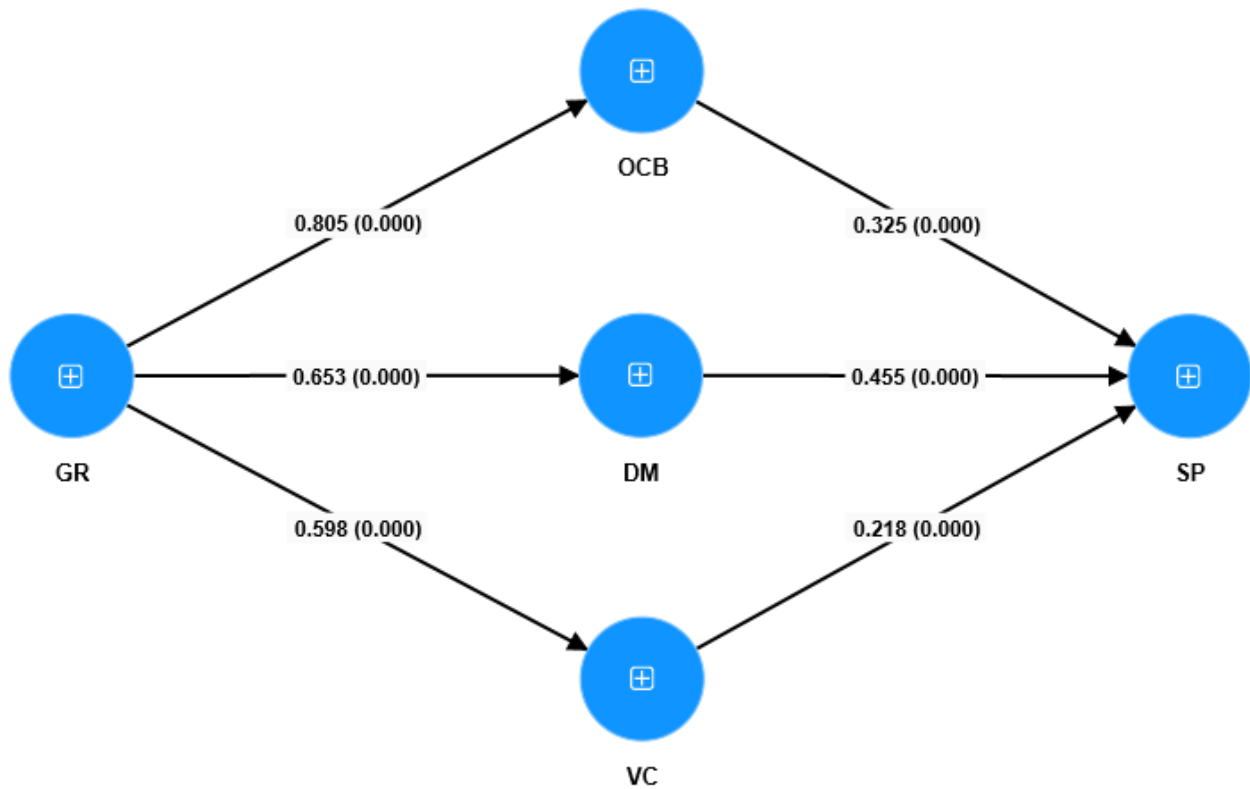 OCB
0.805 (0.000)
0.325 (0.000)
0.653 (0.000)
0.455 (0.000)
GR
DM
SP
0.598 (0.000)
0.218 (0.000)
VC